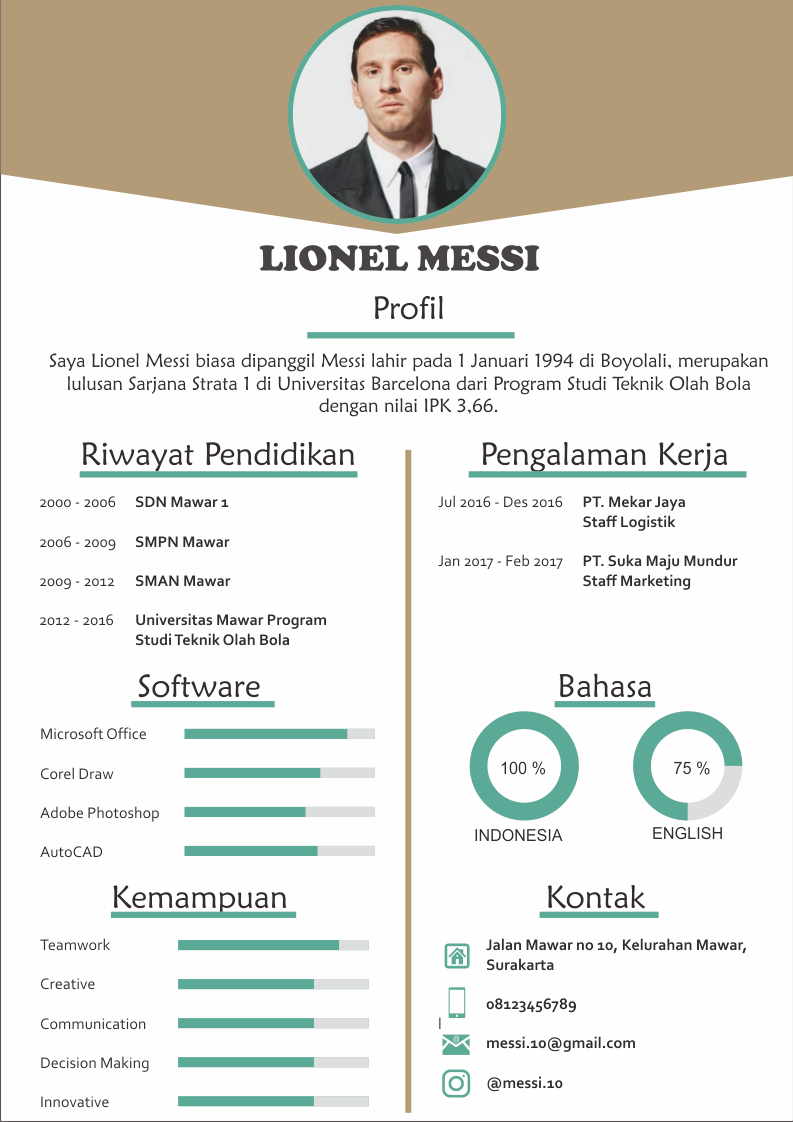 LIONEL MESSI
Profil
Saya Lionel Messi biasa dipanggil Messi lahir pada 1 Januari 1994 di Boyolali, merupakan
lulusan Sarjana Strata 1 di Universitas Barcelona dari Program Studi Teknik Olah Bola
dengan nilai IPK 3,66.
Riwayat Pendidikan
2000 - 2006 SDN Mawar 1
2006 - 2009 SMPN Mawar
2009 - 2012 SMAN Mawar
2012 - 2016 Universitas Mawar Program
Studi Teknik Olah Bola
Pengalaman Kerja
Jul 2016 - Des 2016 PT. Mekar Jaya
Staff Logistik
Jan 2017 - Feb 2017 PT. Suka Maju Mundur
Staff Marketing
Software
Microsoft Office
Corel Draw
Adobe Photoshop
AutoCAD
Bahasa
100 % 75 %
INDONESIA ENGLISH
Kemampuan
Teamwork
Creative
Communication
Decision Making
Innovative
Kontak
Jalan Mawar no 10, Kelurahan Mawar,
Surakarta
08123456789
l
messi.10@gmail.com
@messi.10